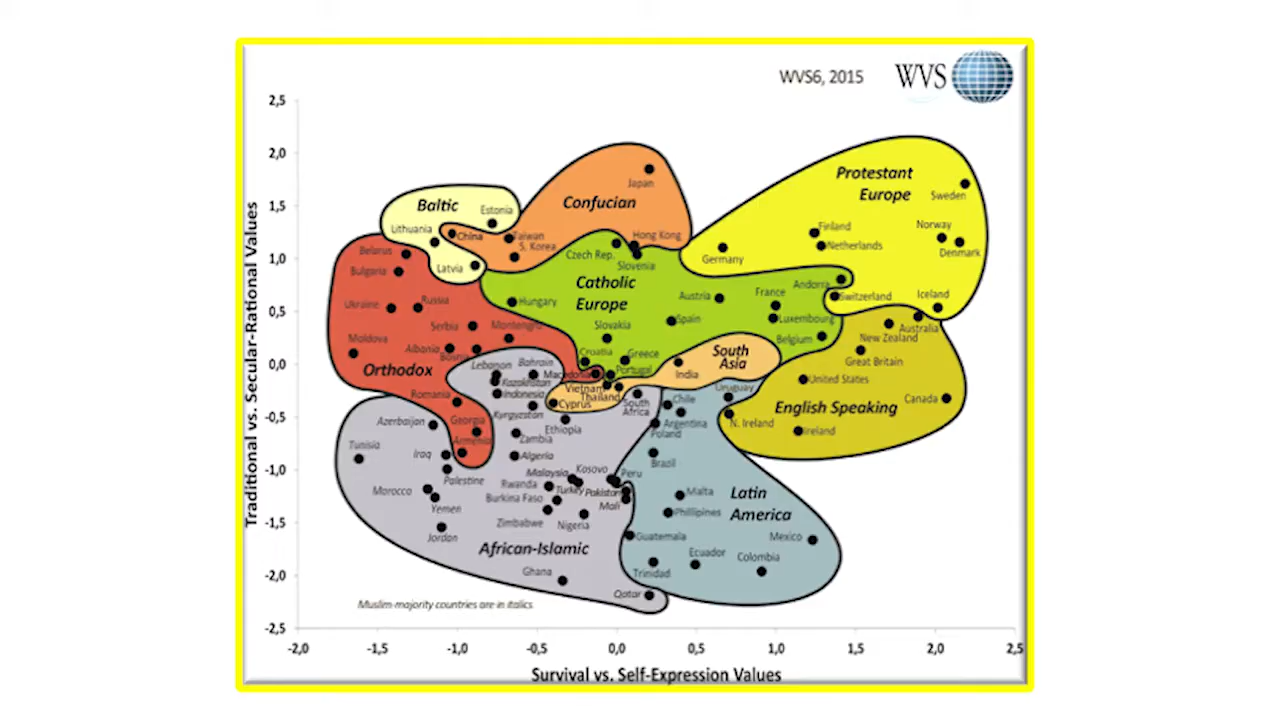 WVS6, 2015
WVS
2,5
2,0
1,5
1,0
0,5
0,0
-0,5
-1,0
-1,5
-2,0
-2,5
Traditional vs. Secular-Rational Values
Protestant
Europe
Japan
Sweden
Confucian
Baltic
Estonia
Lithuania
China
Taiwan
S. Korea
Hong Kong
Finland
Norway
Netherlands
Denmark
Belarus
Czech Rep.
Slovenia
Germany
Latvia
Bulgaria
Catholic
Europe
Andorra
Switzerland
Iceland
Austria
France
Ukraine
Russia
Hungary
Spain
Luxembourg
Australia
Serbia
Montengro
Slovakia
Belgium
New Zealand
Moldova
Albania
Bosnia
Croatia
Greece
South
Asia
Great Britain
Orthodox
Lebanon
Bahrain
Macedonia
Portugal
India
United States
Kazakhstan
Vietnam
Romania
Indonesia
Cyprus
Thailand
South
Africa
Chile
Uruguay
Canada
English Speaking
Kyrgyzstan
Azerbaijan
Georgia
Ethiopia
Argentina
N. Ireland
Ireland
Armenia
Zambia
Poland
Tunisia
Iraq
Algeria
Brazil
Palestine
Malaysia
Kosovo
Peru
Rwanda
Turkey
Pakistan
Morocco
Burkina Faso
Mali
Malta
Latin
America
Yemen
Zimbabwe
Nigeria
Phillipines
Jordan
Guatemala
Mexico
African-Islamic
Ecuador
Colombia
Ghana
Trinidad
Qatar
Muslim-majority countries are in italics
-2,0 -1,5 -1,0 -0,5 0,0 0,5 1,0 1,5 2,0 2,5
Survival vs. Self-Expression Values